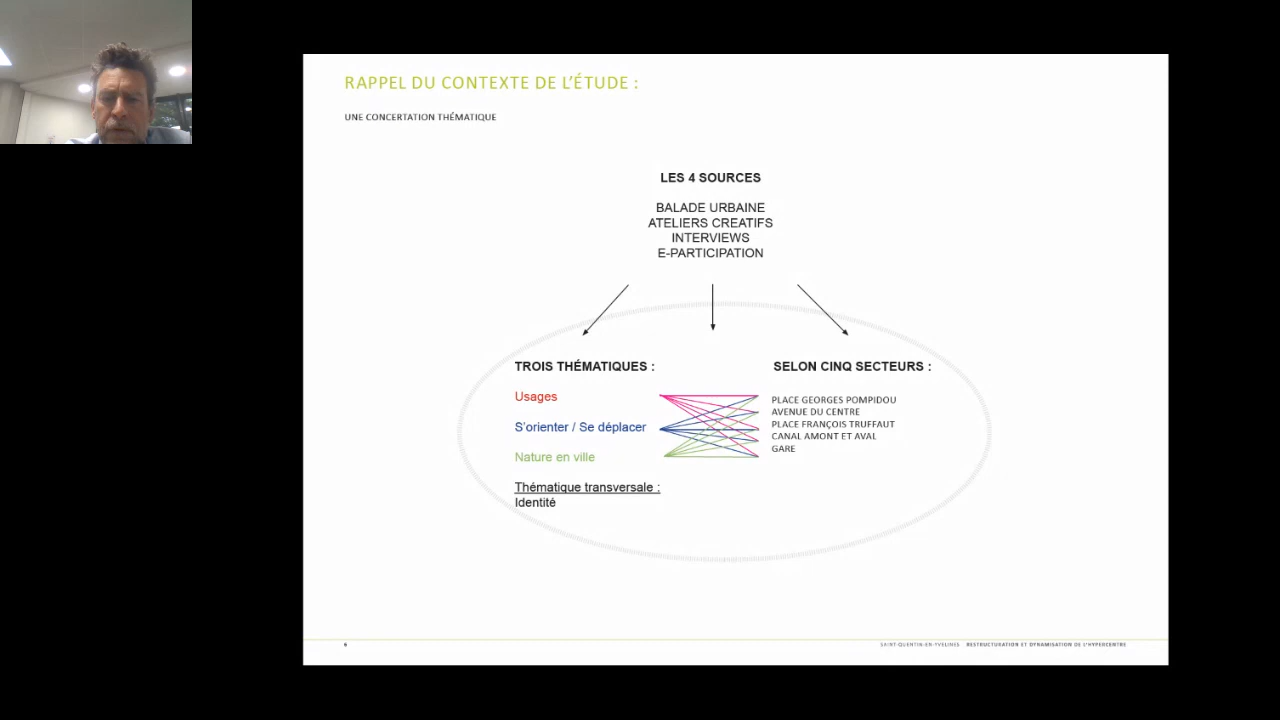 RAPPEL DU CONTEXTE DE L'ÉTUDE :
UNE CONCERTATION THÉMATIQUE
LES 4 SOURCES
BALADE URBAINE
ATELIERS CREATIFS
INTERVIEWS
E-PARTICIPATION
TROIS THÉMATIQUES :
Usages
S'orienter / Se déplacer
Nature en ville
Thématique transversale :
Identité
SELON CINQ SECTEURS :
PLACE GEORGES POMPIDOU
AVENUE DU CENTRE
PLACE FRANÇOIS TRUFFAUT
CANAL AMONT ET AVAL
GARE
6
SAINT-QUENTIN-EN-YVELINES RESTRUCTURATION ET DYNAMISATION DE L'HYPERCENTRE